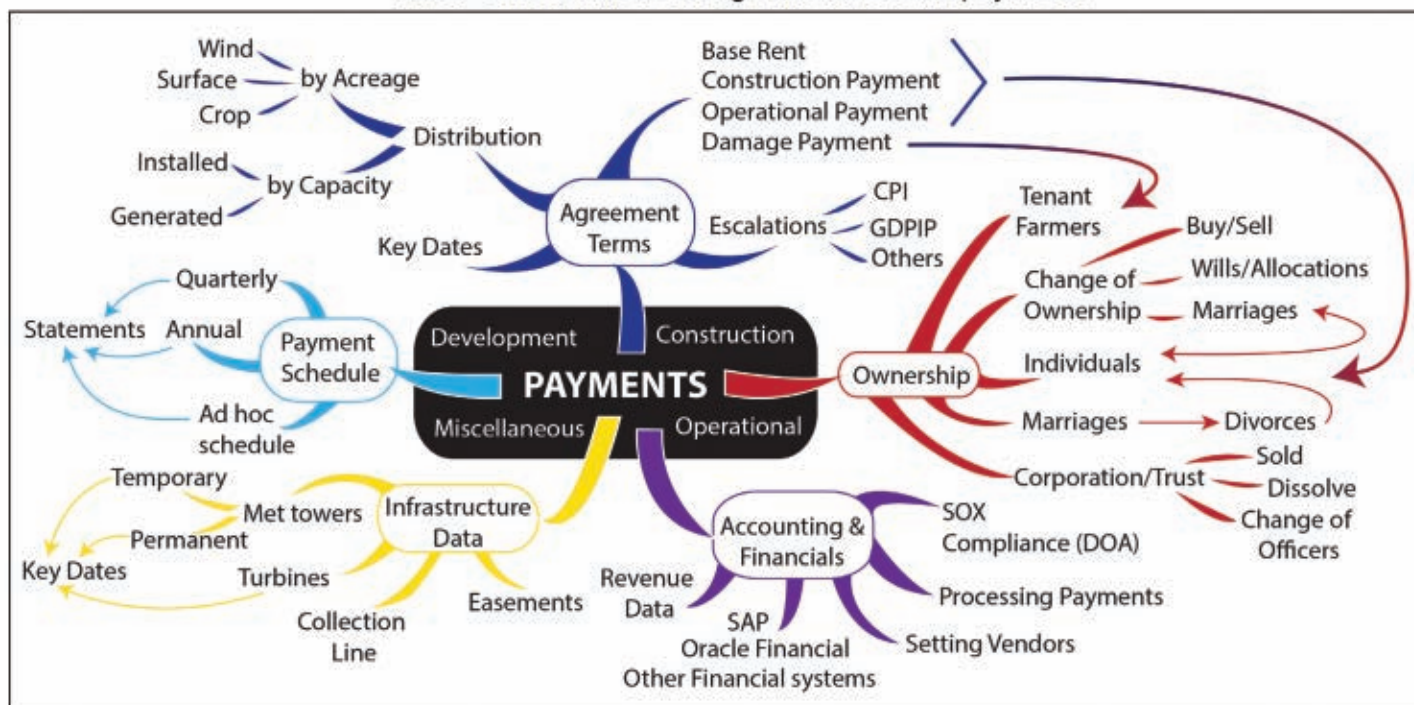 Wind
Surface
Crop
by Acreage
Installed
Generated
by Capacity
Distribution
Key Dates
Agreement
Terms
Base Rent
Construction Payment
Operational Payment
Damage Payment
Escalations
CPI
GDPIP
Others
Tenant
Farmers
Change of
Ownership
Buy/Sell
Wills/Allocations
Marriages
Individuals
Marriages
Divorces
Corporation/Trust
Sold
Dissolve
Change of
Officers
Ownership
Development
Construction
PAYMENTS
Miscellaneous
Operational
Quarterly
Statements
Annual
Payment
Schedule
Ad hoc
schedule
Temporary
Met towers
Permanent
Key Dates
Turbines
Infrastructure
Data
Collection
Line
Easements
Accounting &
Financials
SOX
Compliance (DOA)
Revenue
Data
Processing Payments
SAP
Oracle Financial
Other Financial systems
Setting Vendors